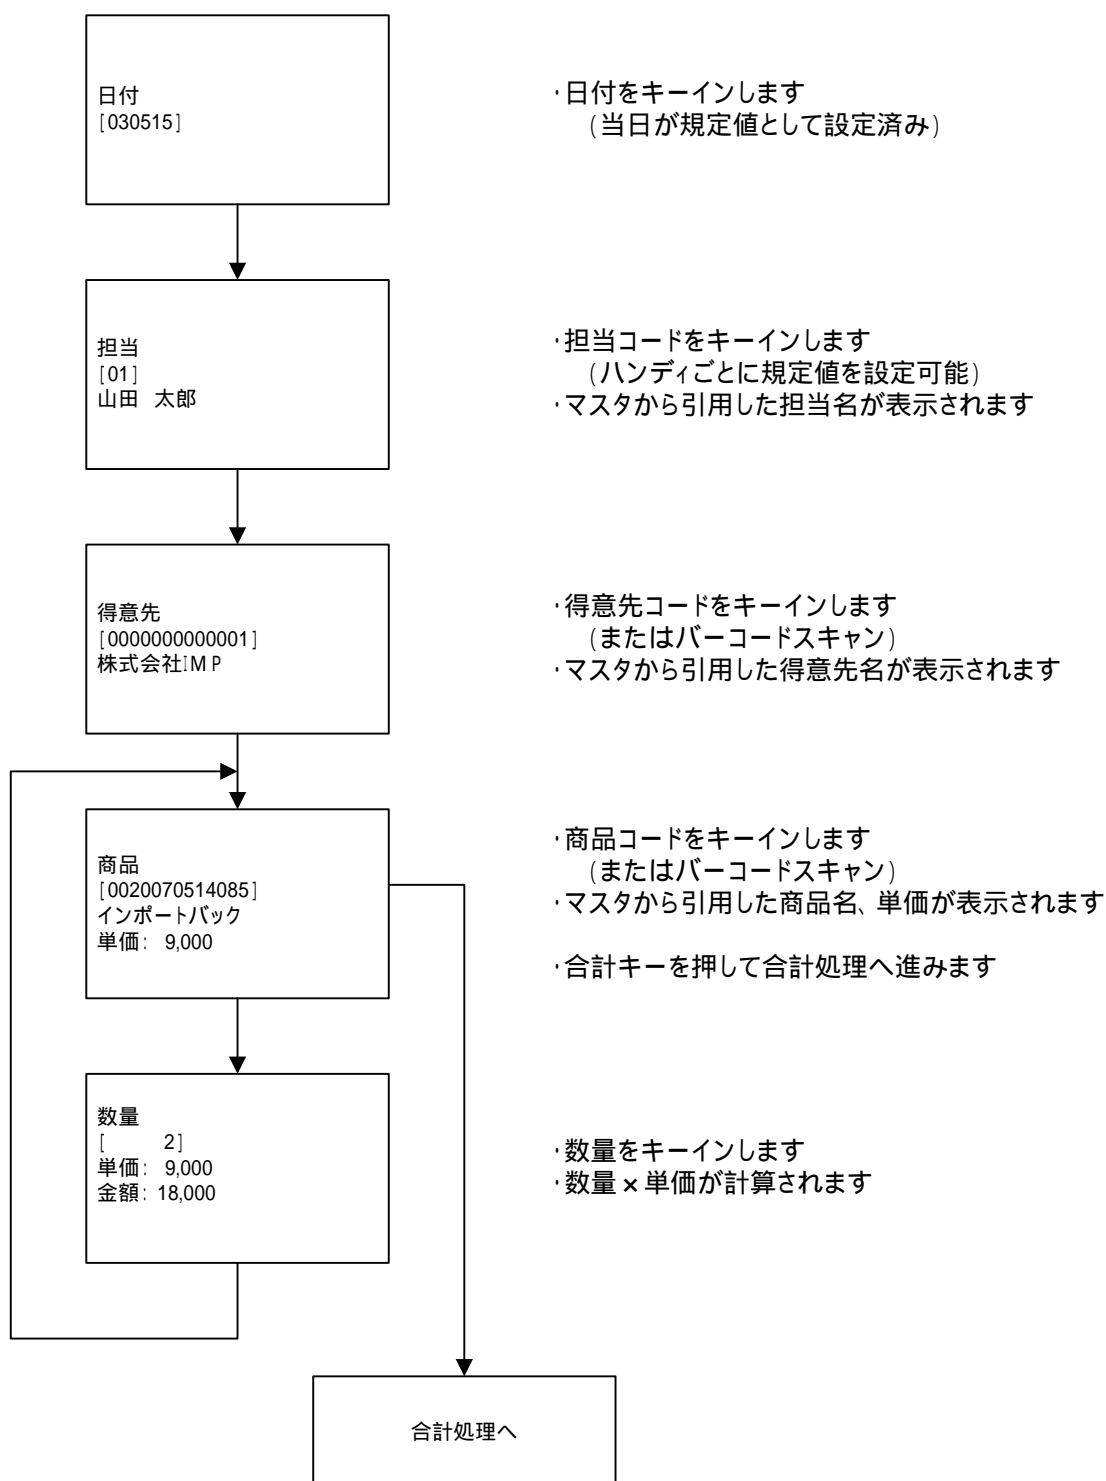 日付
[030515]
・日付をキーインします
(当日が規定値として設定済み)
担当
[01]
山田　太郎
・担当コードをキーインします
(ハンディごとに規定値を設定可能)
・マスタから引用した担当名が表示されます
得意先
[0000000000001]
株式会社IMP
・得意先コードをキーインします
(またはバーコードスキャン)
・マスタから引用した得意先名が表示されます
商品
[0020070514085]
インポートバック
単価: 9,000
・商品コードをキーインします
(またはバーコードスキャン)
・マスタから引用した商品名、単価が表示されます
・合計キーを押して合計処理へ進みます
数量
[　　2]
単価: 9,000
金額: 18,000
・数量をキーインします
・数量×単価が計算されます
合計処理へ